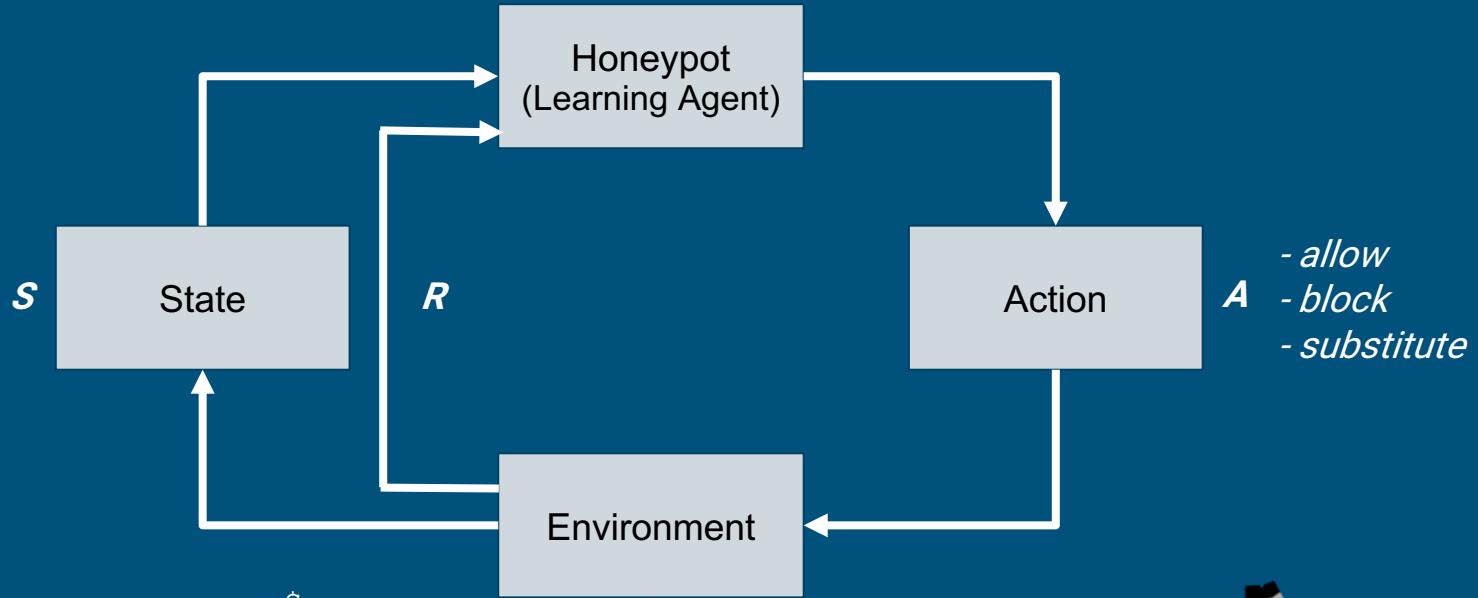 Honeypot
(Learning Agent)
S
State
R
Action
A
- allow
- block
- substitute
Environment